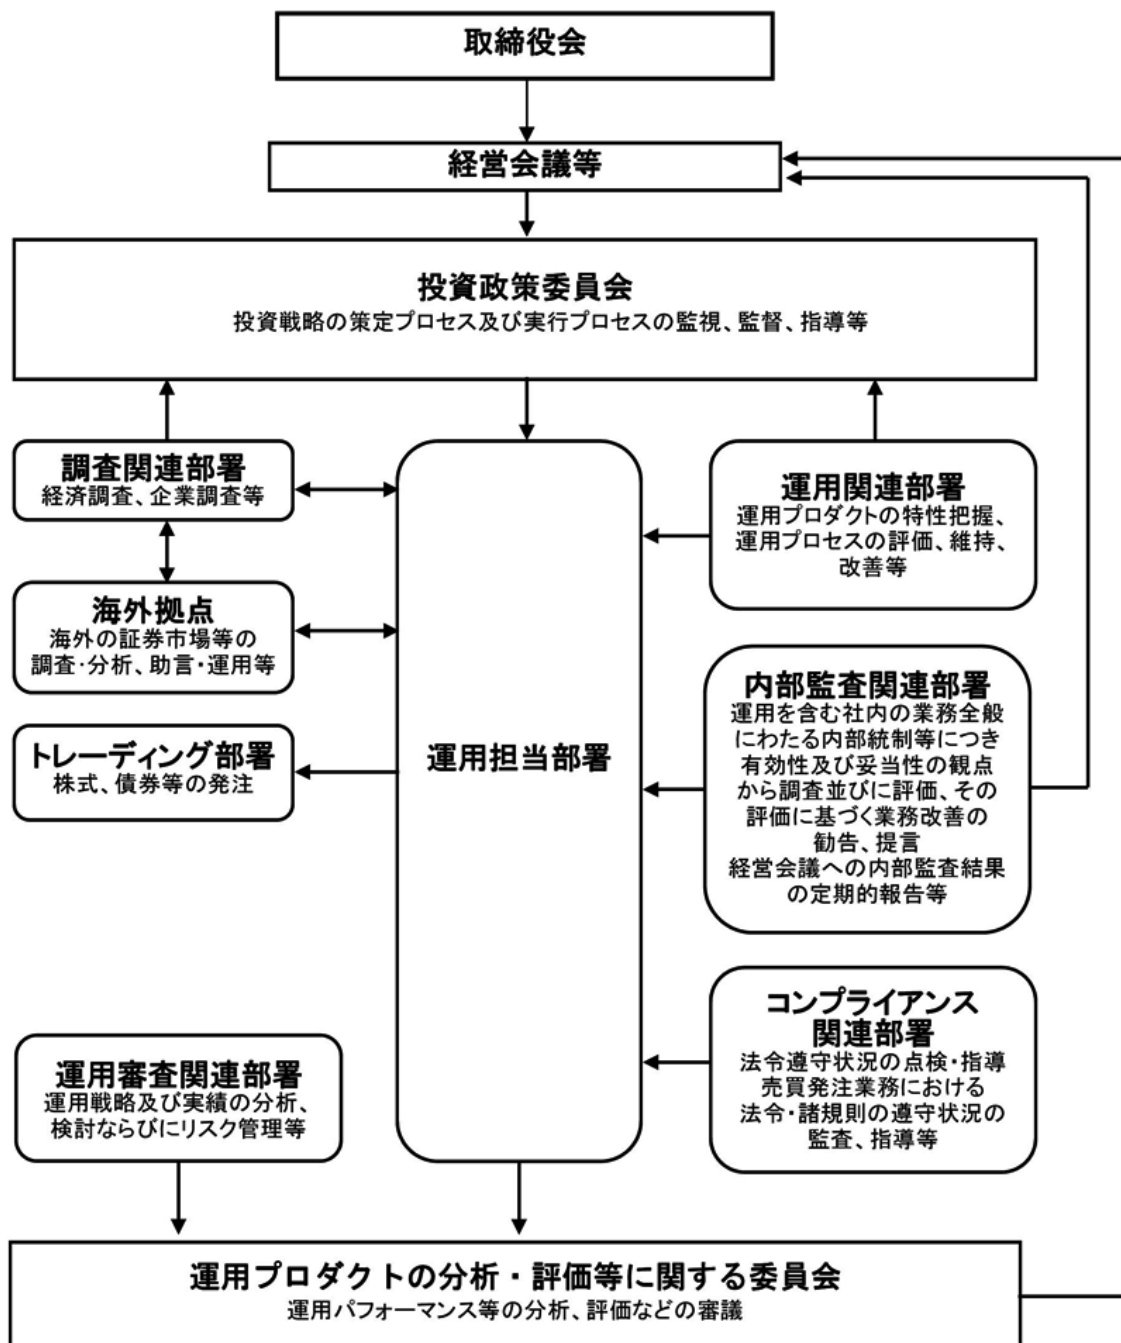 取締役会
経営会議等
投資政策委員会
投資戦略の策定プロセス及び実行プロセスの監視、監督、指導等
調査関連部署
経済調査、企業調査等
海外拠点
海外の証券市場等の
調査・分析、助言・運用等
トレーディング部署
株式、債券等の発注
運用審査関連部署
運用戦略及び実績の分析、
検討ならびにリスク管理等
運用担当部署
運用関連部署
運用プロダクトの特性把握、
運用プロセスの評価、維持、
改善等
内部監査関連部署
運用を含む社内の業務全般
にわたる内部統制等につき
有効性及び妥当性の観点
から調査並びに評価、その
評価に基づく業務改善の
勧告、提言
経営会議への内部監査結果
の定期的報告等
コンプライアンス
関連部署
法令遵守状況の点検・指導
売買発注業務における
法令・諸規則の遵守状況の
監査、指導等
運用プロダクトの分析・評価等に関する委員会
運用パフォーマンス等の分析、評価などの審議